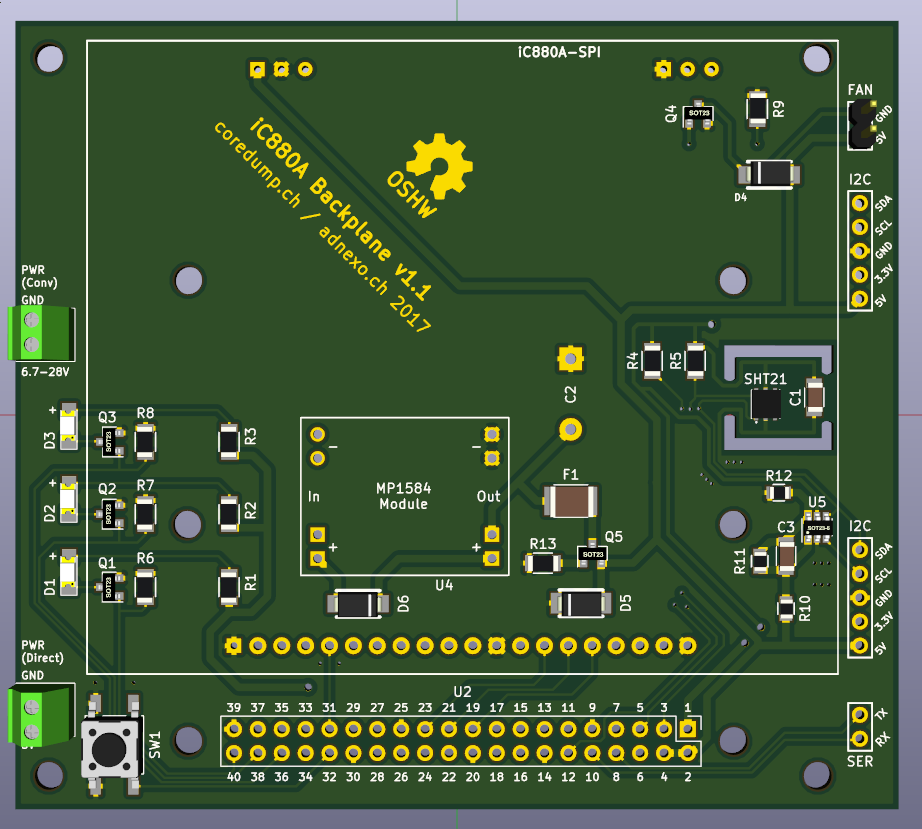 iC880A-SPI
FAN
GND
5V
Q4
SOT23
R9
D4
iC880A Backplane v1.1
coredump.ch // adnexo.ch 2017
OSHW
I2C
SDA
SCL
GND
3.3V
5V
PWR
(Conv)
GND
6.7-28V
R4
R5
SHT21
C1
C2
+
D3
Q3
SOT23
R8
R3
+
D2
Q2
SOT23
R7
R2
+
D1
Q1
SOT23
R6
R1
- -
In
MP1584
Module
Out
+ +
U4
F1
R13
Q5
SOT23
D6
D5
R12
U5
SOT23-6
C3
R11
R10
I2C
SDA
SCL
GND
3.3V
5V
PWR
(Direct)
GND
SW1
U2
39 37 35 33 31 29 27 25 23 21 19 17 15 13 11 9 7 5 3 1
40 38 36 34 32 30 28 26 24 22 20 18 16 14 12 10 8 6 4 2
TX
RX
SER